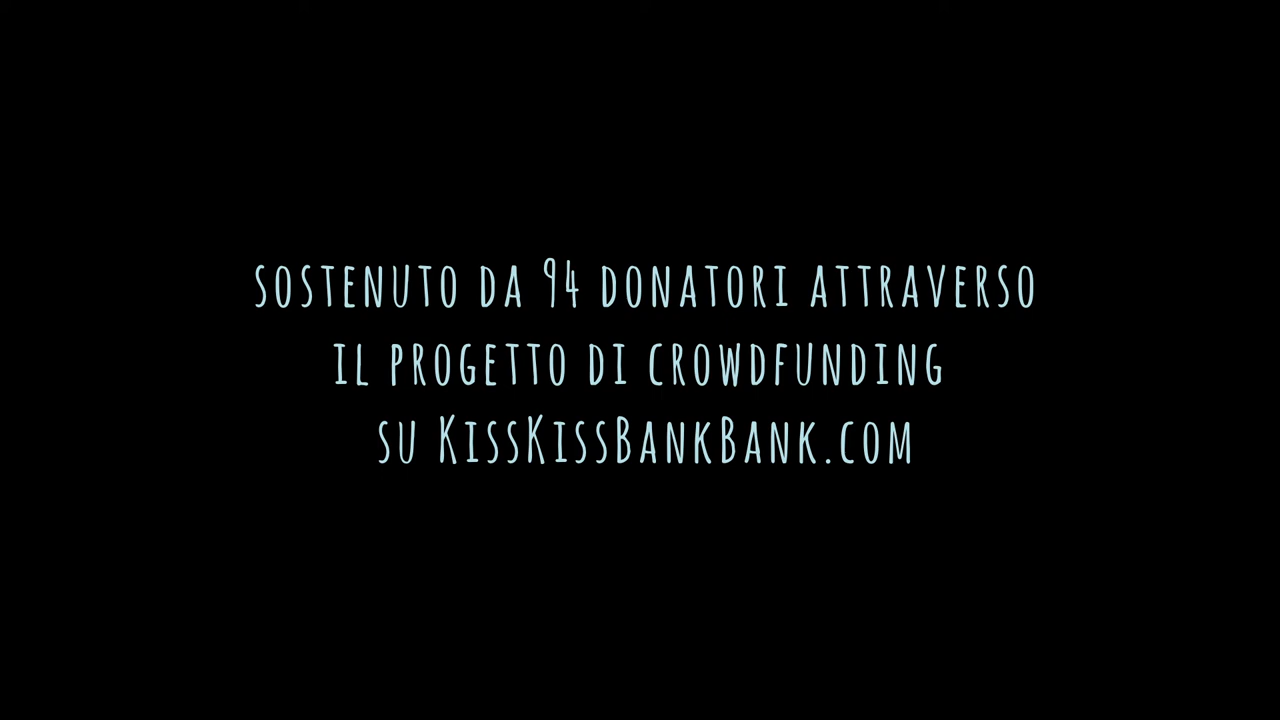 sostenuto da 94 donatori attraverso
il progetto di crowdfunding
su KissKissBankBank.com